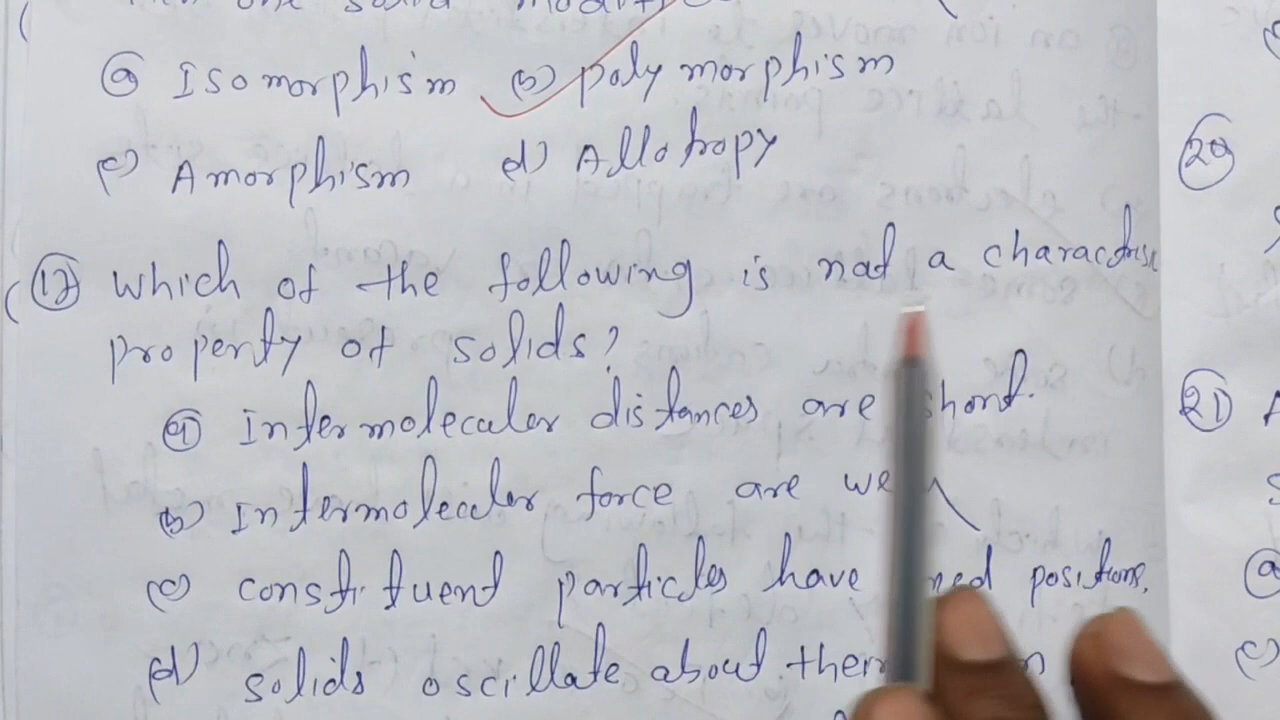 ⓐ Isomorphism ⓑ polymorphism
c) Amorphism d) Allotropy
17 which of the following is not a
property of solids?
a) Intermolecular distances are short.
b) Intermolecular force are
c) constituent particles have positions.
d) solids oscillate about
20
21